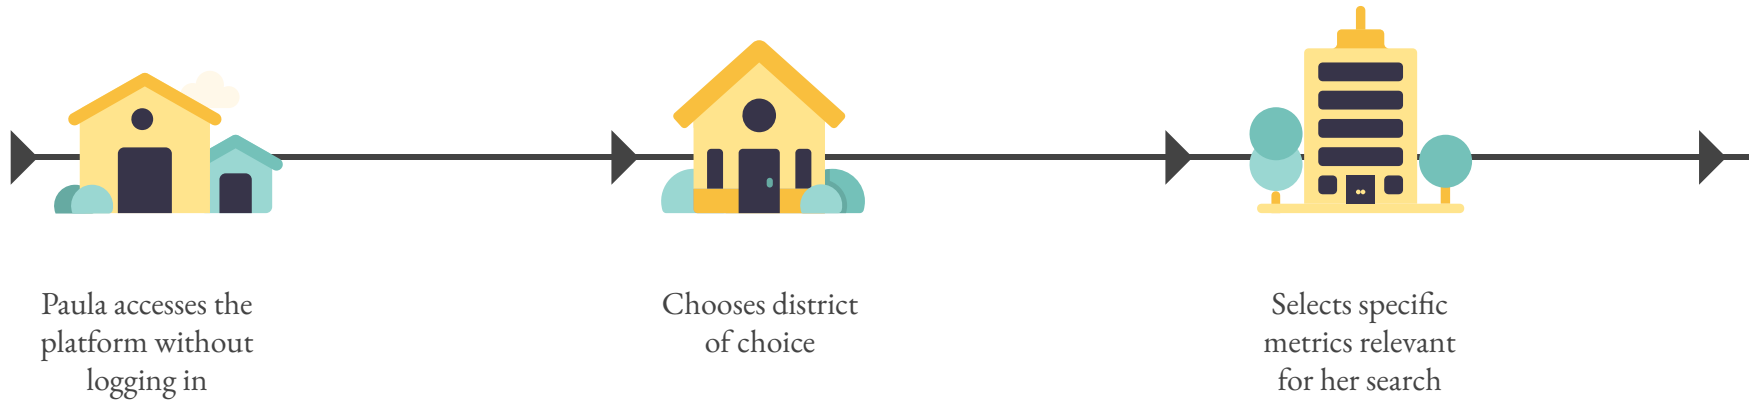 Paula accesses the
platform without
logging in
Chooses district
of choice
Selects specific
metrics relevant
for her search